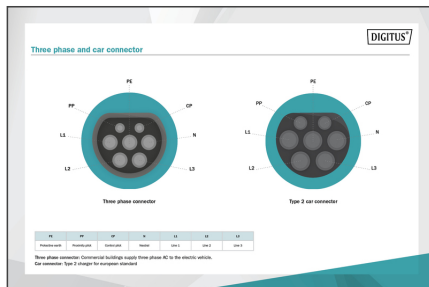 DIGITUS®
Three phase and car connector
PE
PP
CP
L1
N
L2
L3
Three phase connector
PE
PP
CP
L1
N
L2
L3
Type 2 car connector
PE PP CP N L1 L2 L3
Protective earth Proximity pilot Control pilot Neutral Line 1 Line 2 Line 3
Three phase connector: Commercial buildings supply three phase AC to the electric vehicle.
Car connector: Type 2 charger for european standard